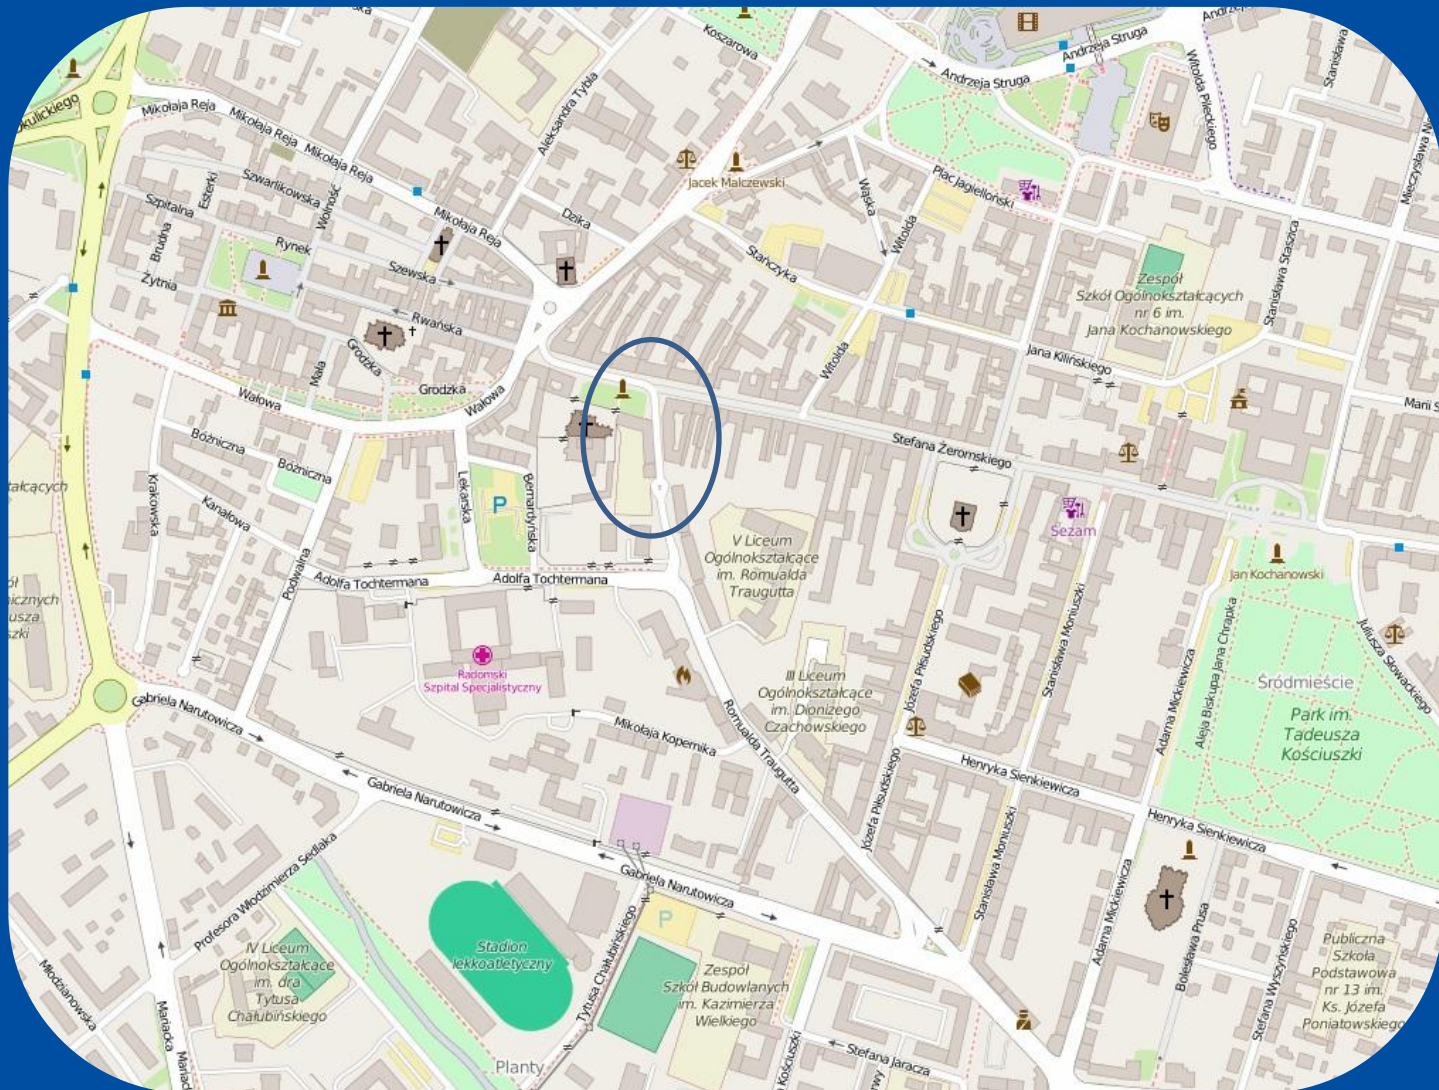 Koszarowa
Andrzeja Struga
Andrzeja Struga
Witolda Pileckiego
Stanisława
Okulickiego
Mikołaja Reja
Mikołaja Reja
Mikołaja Reja
Mikołaja Reja
Aleksandra Tybla
Jacek Malczewski
Plac Jagielloński
Wąska
Witolda
Szwarlikowska
Esterki
Wolność
Szpitalna
Brudna
Rynek
Szewska
Żytnia
Dzika
Rwańska
Stańczyka
Zespół
Szkół Ogólnokształcących
nr 6 im.
Jana Kochanowskiego
Stanisława Staszica
Grodzka
Mała
Grodzka
Wałowa
Wałowa
Witolda
Jana Kilińskiego
Stefana Żeromskiego
Bóżniczna
Bóżniczna
Krakowska
Kanałowa
Lekarska
P
Bernardyńska
Podwalna
Adolfa Tochtermana
Adolfa Tochtermana
V Liceum
Ogólnokształcące
im. Romualda
Traugutta
Sezam
Jan Kochanowski
Radomski
Szpital Specjalistyczny
III Liceum
Ogólnokształcące
im. Dionizego
Czachowskiego
Józefa Piłsudskiego
Stanisława Moniuszki
Adama Mickiewicza
Aleja Biskupa Jana Chrapka
Juliusza Słowackiego
Śródmieście
Park im.
Tadeusza
Kościuszki
Gabriela Narutowicza
Mikołaja Kopernika
Romualda Traugutta
Józefa Piłsudskiego
Henryka Sienkiewicza
Henryka Sienkiewicza
Gabriela Narutowicza
Gabriela Narutowicza
Profesora Włodzimierza Sedlaka
Stanisława Moniuszki
Adama Mickiewicza
Bolesława Prusa
Stefana Wyszyńskiego
P
Stadion
lekkoatletyczny
Tytusa Chałubińskiego
IV Liceum
Ogólnokształcące
im. dra
Tytusa
Chałubińskiego
Zespół
Szkół Budowlanych
im. Kazimierza
Wielkiego
Publiczna
Szkoła
Podstawowa
nr 13 im.
Ks. Józefa
Poniatowskiego
Młodzianowska
Mariacka
Planty
Kościuszki
Stefana Jaracza